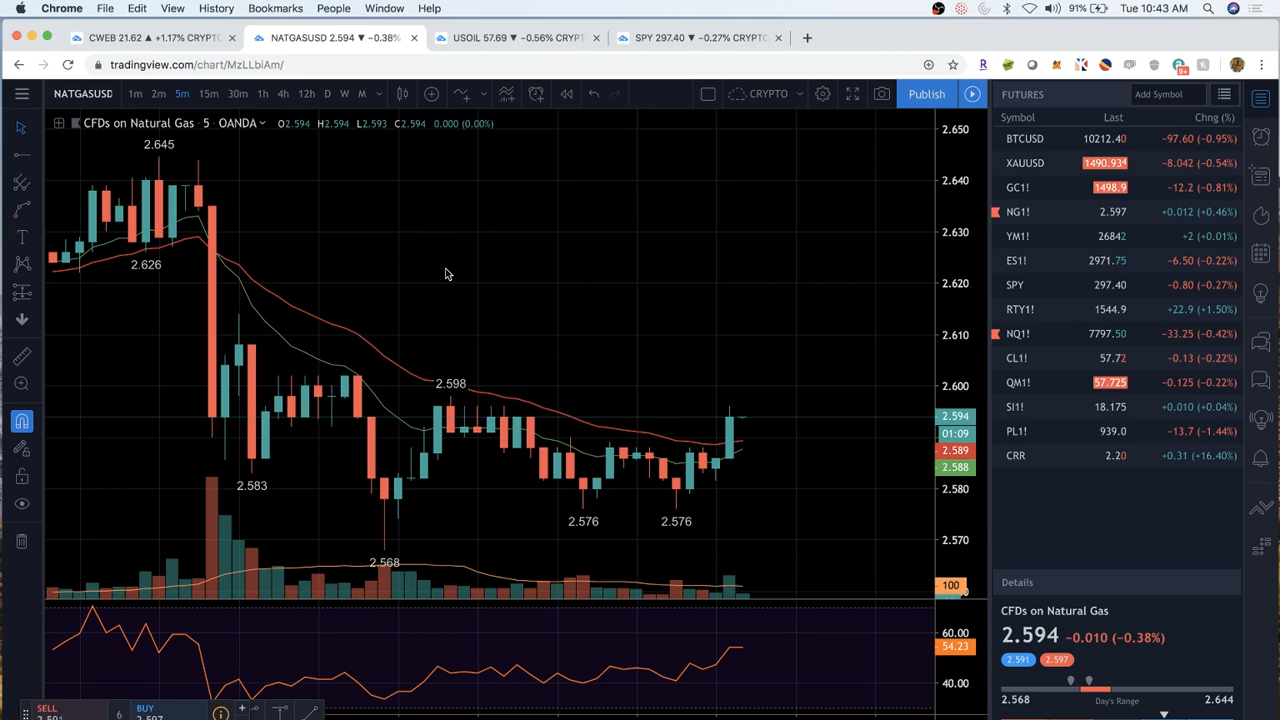 Chrome File Edit View History Bookmarks People Window Help 91% Tue 10:43 AM
CWEB 21.62 ▲ +1.17% CRYPTO × NATGASUSD 2.594 ▼ −0.38% × USOIL 57.69 ▼ −0.56% CRYPT × SPY 297.40 ▼ −0.27% CRYPTO × +
tradingview.com/chart/MzLLbiAm/
NATGASUSD 1m 2m 5m 15m 30m 1h 4h 12h D W M CRYPTO Publish
CFDs on Natural Gas · 5 · OANDA O2.594 H2.594 L2.593 C2.594 0.000 (0.00%)
2.645
2.626
2.598
2.583
2.576
2.576
2.568
2.650
2.640
2.630
2.620
2.610
2.600
2.594
01:09
2.589
2.588
2.580
2.570
100
60.00
54.23
40.00
SELL
2.591
6
BUY
2.597
FUTURES Add Symbol
Symbol Last Chng (%)
BTCUSD 10212.40 −97.60 (−0.95%)
XAUUSD 1490.934 −8.042 (−0.54%)
GC1! 1498.9 −12.2 (−0.81%)
NG1! 2.597 +0.012 (+0.46%)
YM1! 26842 +2 (+0.01%)
ES1! 2971.75 −6.50 (−0.22%)
SPY 297.40 −0.80 (−0.27%)
RTY1! 1544.9 +22.9 (+1.50%)
NQ1! 7797.50 −33.25 (−0.42%)
CL1! 57.72 −0.13 (−0.22%)
QM1! 57.725 −0.125 (−0.22%)
SI1! 18.175 +0.010 (+0.04%)
PL1! 939.0 −13.7 (−1.44%)
CRR 2.20 +0.31 (+16.40%)
Details
CFDs on Natural Gas
2.594 −0.010 (−0.38%)
2.591 2.597
2.568 Day's Range 2.644